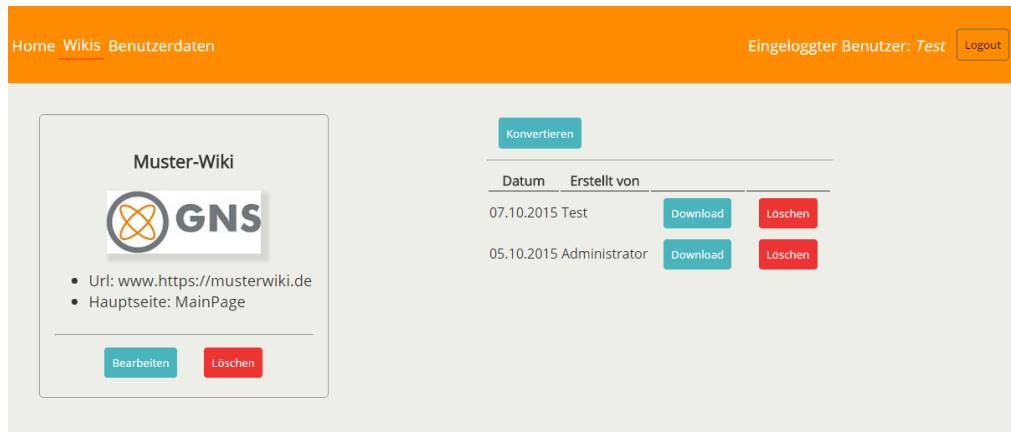 Home Wikis Benutzerdaten Eingeloggter Benutzer: Test Logout
Muster-Wiki
GNS
Url: www.https://musterwiki.de
Hauptseite: MainPage
Bearbeiten Löschen
Konvertieren
Datum Erstellt von
07.10.2015 Test Download Löschen
05.10.2015 Administrator Download Löschen